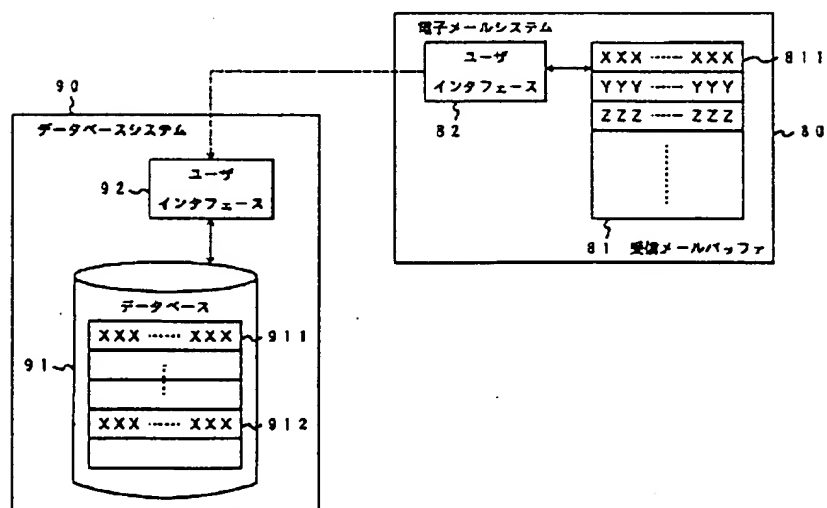 電子メールシステム
ユーザ
インタフェース
82
XXX ‥‥‥ XXX
811
YYY ‥‥‥ YYY
ZZZ ‥‥‥ ZZZ
80
81 受信メールバッファ
90
データベースシステム
ユーザ
インタフェース
92
データベース
XXX ‥‥‥ XXX
911
91
XXX ‥‥‥ XXX
912